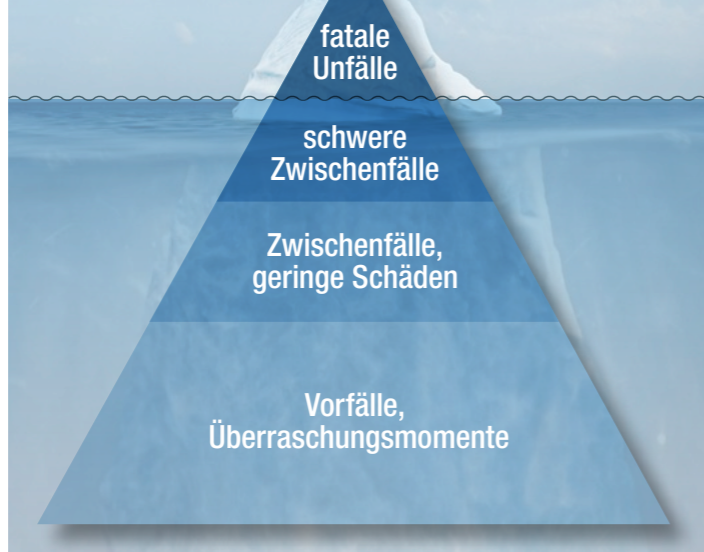 fatale
Unfälle
schwere
Zwischenfälle
Zwischenfälle,
geringe Schäden
Vorfälle,
Überraschungsmomente